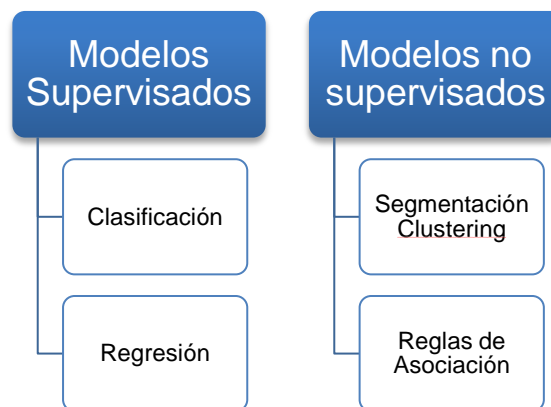 Modelos
Supervisados
Clasificación
Regresión
Modelos no
supervisados
Segmentación
Clustering
Reglas de
Asociación